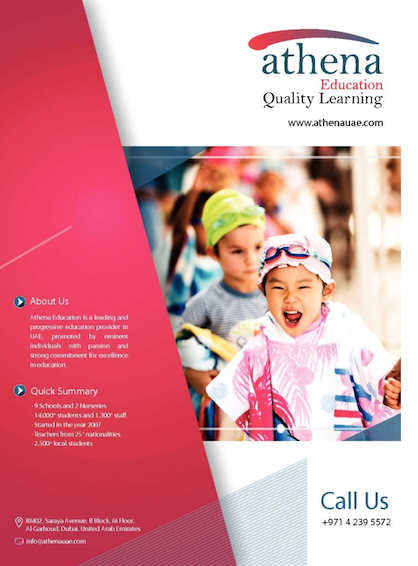 athena
Education
Quality Learning
www.athenauae.com
About Us
Athena Education is a leading and
progressive education provider in
UAE, promoted by eminent
individuals with passion and
strong commitment for excellence
in education.
Quick Summary
· 9 Schools and 2 Nurseries
· 14,000+ students and 1,300+ staff
· Started in the year 2007
· Teachers from 25+ nationalities
· 2,500+ local students
BM02, Saraya Avenue, B Block, M Floor,
Al Garhoud, Dubai, United Arab Emirates
info@athenauae.com
Call Us
+971 4 239 5572